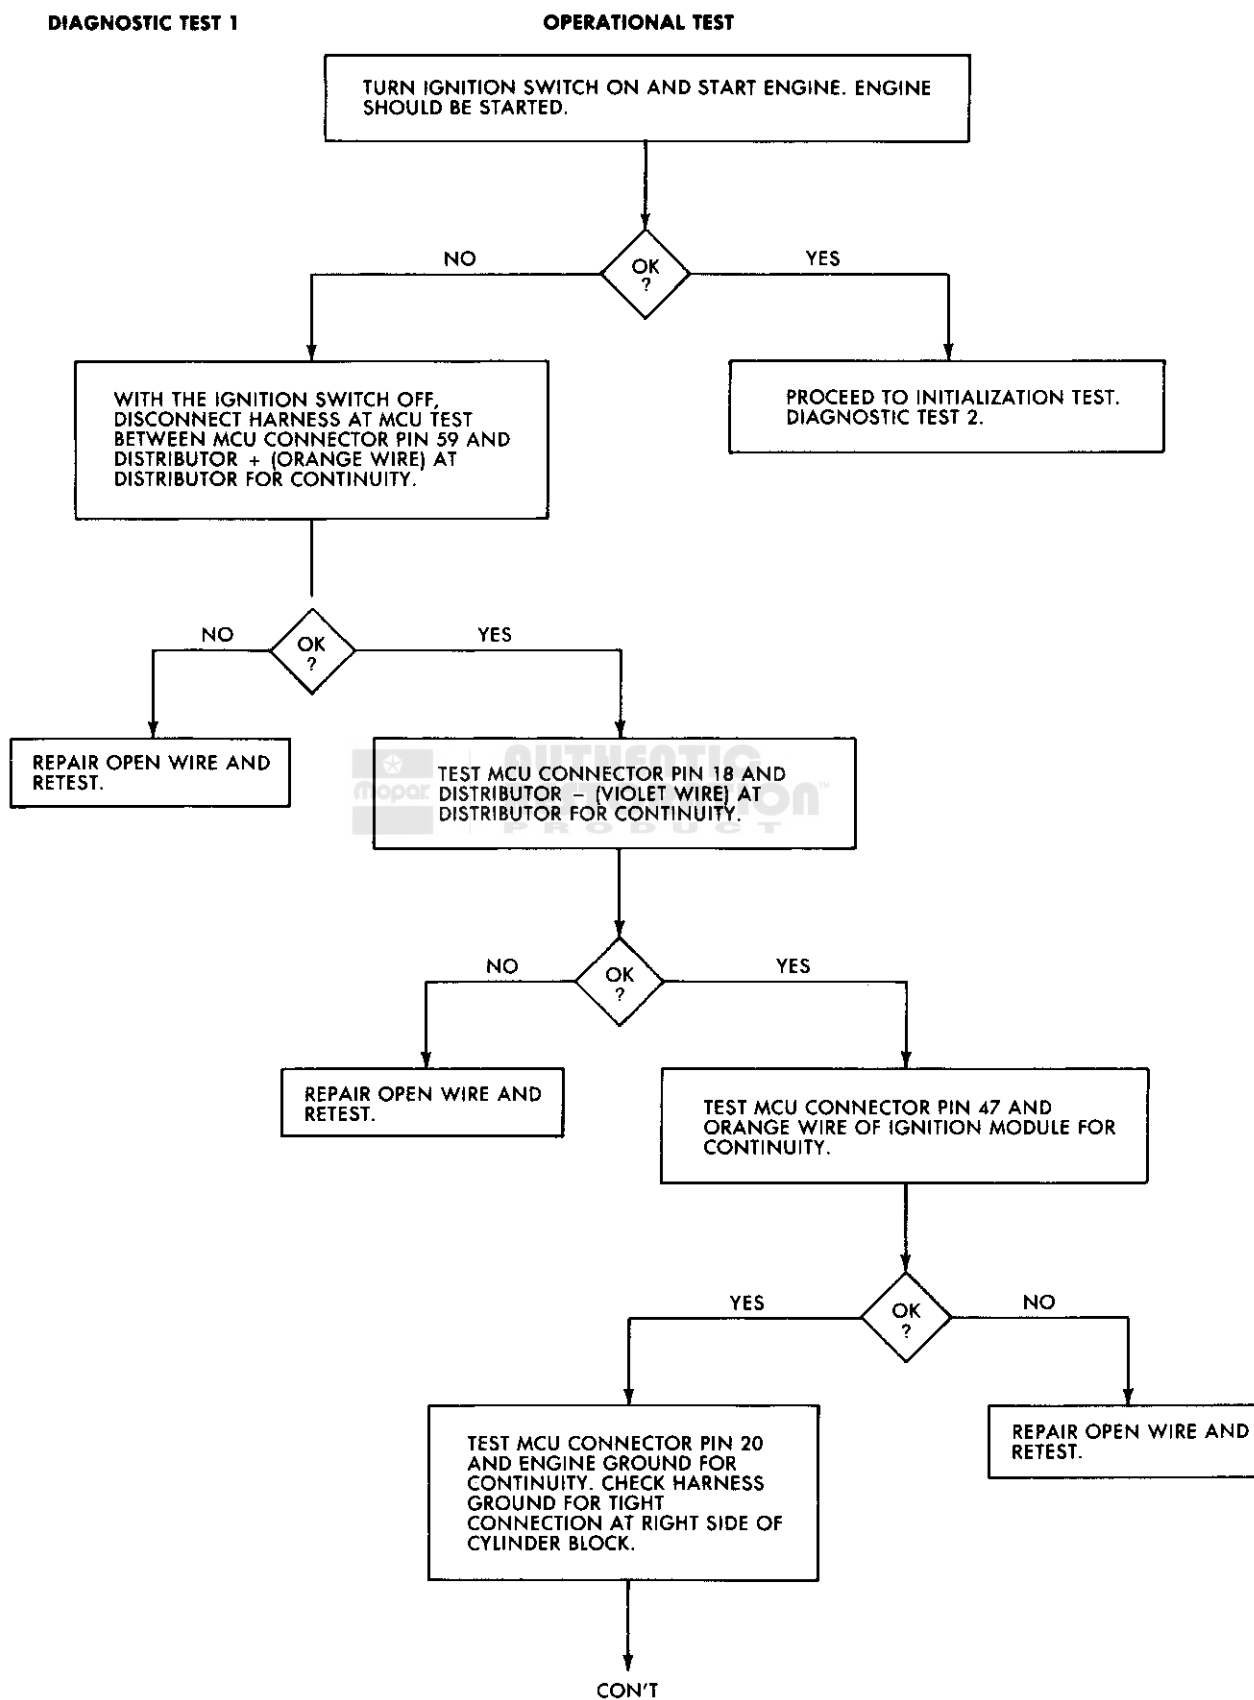 DIAGNOSTIC TEST 1
OPERATIONAL TEST
TURN IGNITION SWITCH ON AND START ENGINE. ENGINE
SHOULD BE STARTED.
OK
?
NO
YES
WITH THE IGNITION SWITCH OFF,
DISCONNECT HARNESS AT MCU TEST
BETWEEN MCU CONNECTOR PIN 59 AND
DISTRIBUTOR + (ORANGE WIRE) AT
DISTRIBUTOR FOR CONTINUITY.
PROCEED TO INITIALIZATION TEST.
DIAGNOSTIC TEST 2.
NO
OK
?
YES
REPAIR OPEN WIRE AND
RETEST.
TEST MCU CONNECTOR PIN 18 AND
DISTRIBUTOR – (VIOLET WIRE) AT
DISTRIBUTOR FOR CONTINUITY.
Mopar
AUTHENTIC
RESTORATION™
PRODUCT
NO
OK
?
YES
REPAIR OPEN WIRE AND
RETEST.
TEST MCU CONNECTOR PIN 47 AND
ORANGE WIRE OF IGNITION MODULE FOR
CONTINUITY.
YES
OK
?
NO
TEST MCU CONNECTOR PIN 20
AND ENGINE GROUND FOR
CONTINUITY. CHECK HARNESS
GROUND FOR TIGHT
CONNECTION AT RIGHT SIDE OF
CYLINDER BLOCK.
REPAIR OPEN WIRE AND
RETEST.
CON'T